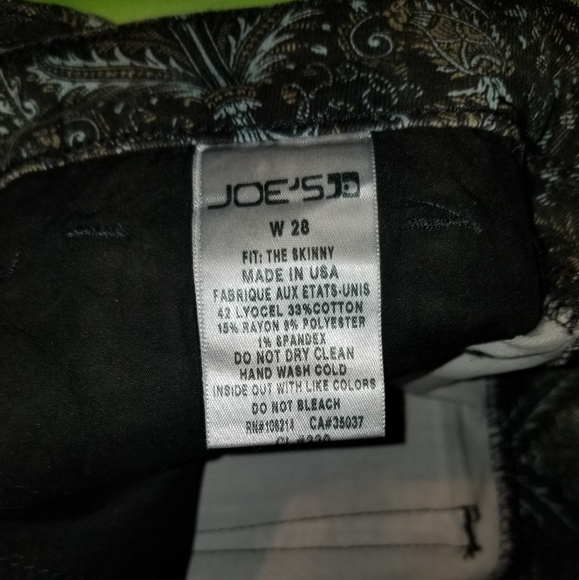 JOE'S
W 28
FIT: THE SKINNY
MADE IN USA
FABRIQUE AUX ETATS-UNIS
42 LYOCEL 33%COTTON
15% RAYON 9% POLYESTER
1% SPANDEX
DO NOT DRY CLEAN
HAND WASH COLD
INSIDE OUT WITH LIKE COLORS
DO NOT BLEACH
RN#106214 CA#35037